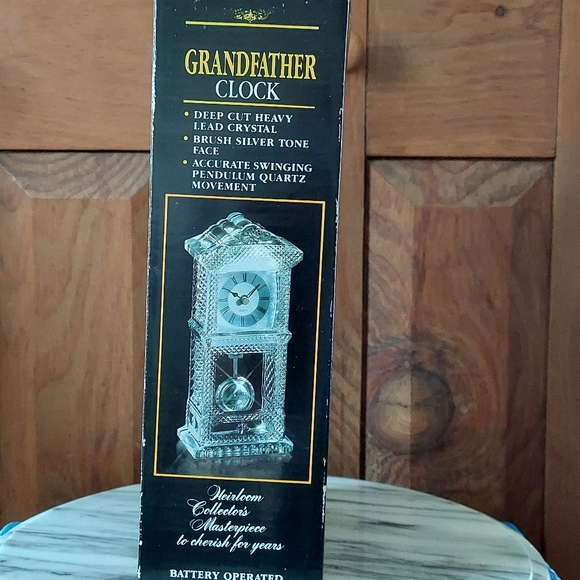 GRANDFATHER
CLOCK
• DEEP CUT HEAVY
LEAD CRYSTAL
• BRUSH SILVER TONE
FACE
• ACCURATE SWINGING
PENDULUM QUARTZ
MOVEMENT
Heirloom
Collectors
Masterpiece
to cherish for years
BATTERY OPERATED